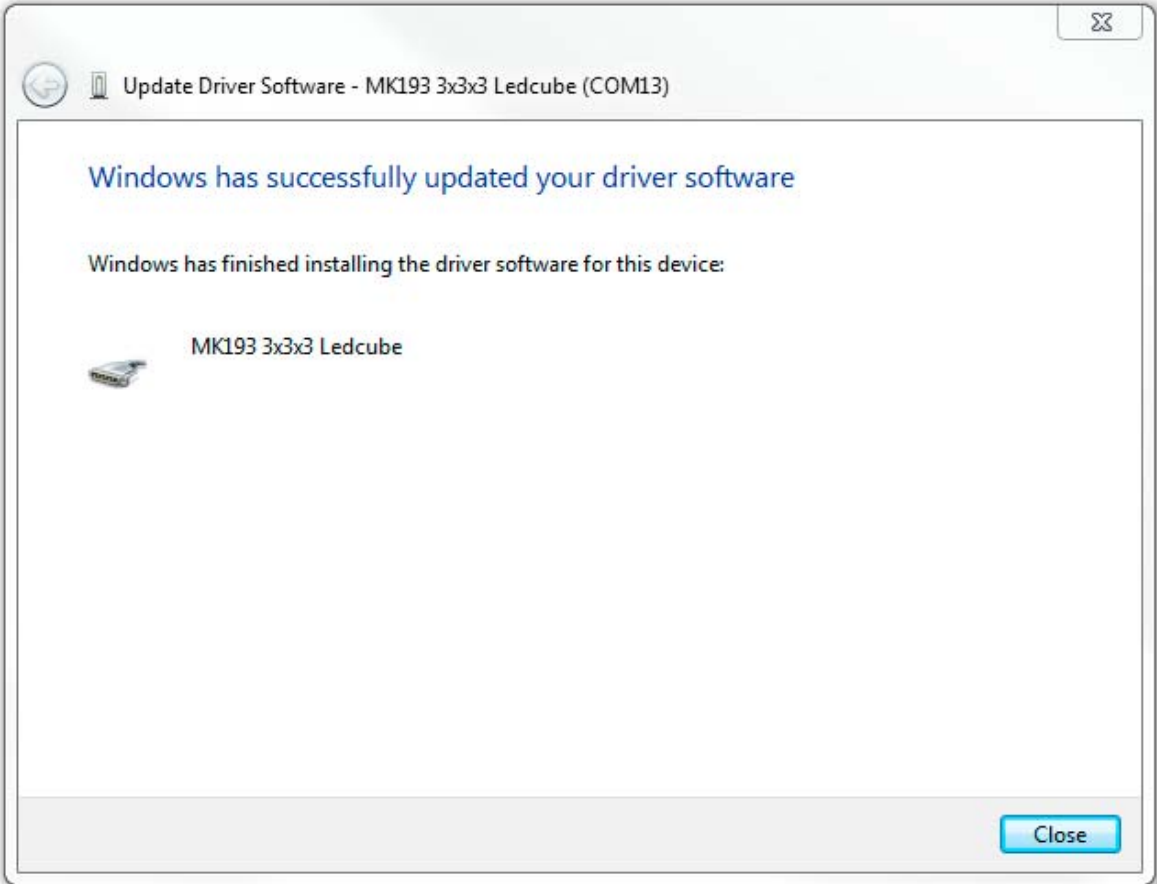 Update Driver Software - MK193 3x3x3 Ledcube (COM13)
Windows has successfully updated your driver software
Windows has finished installing the driver software for this device:
MK193 3x3x3 Ledcube
Close